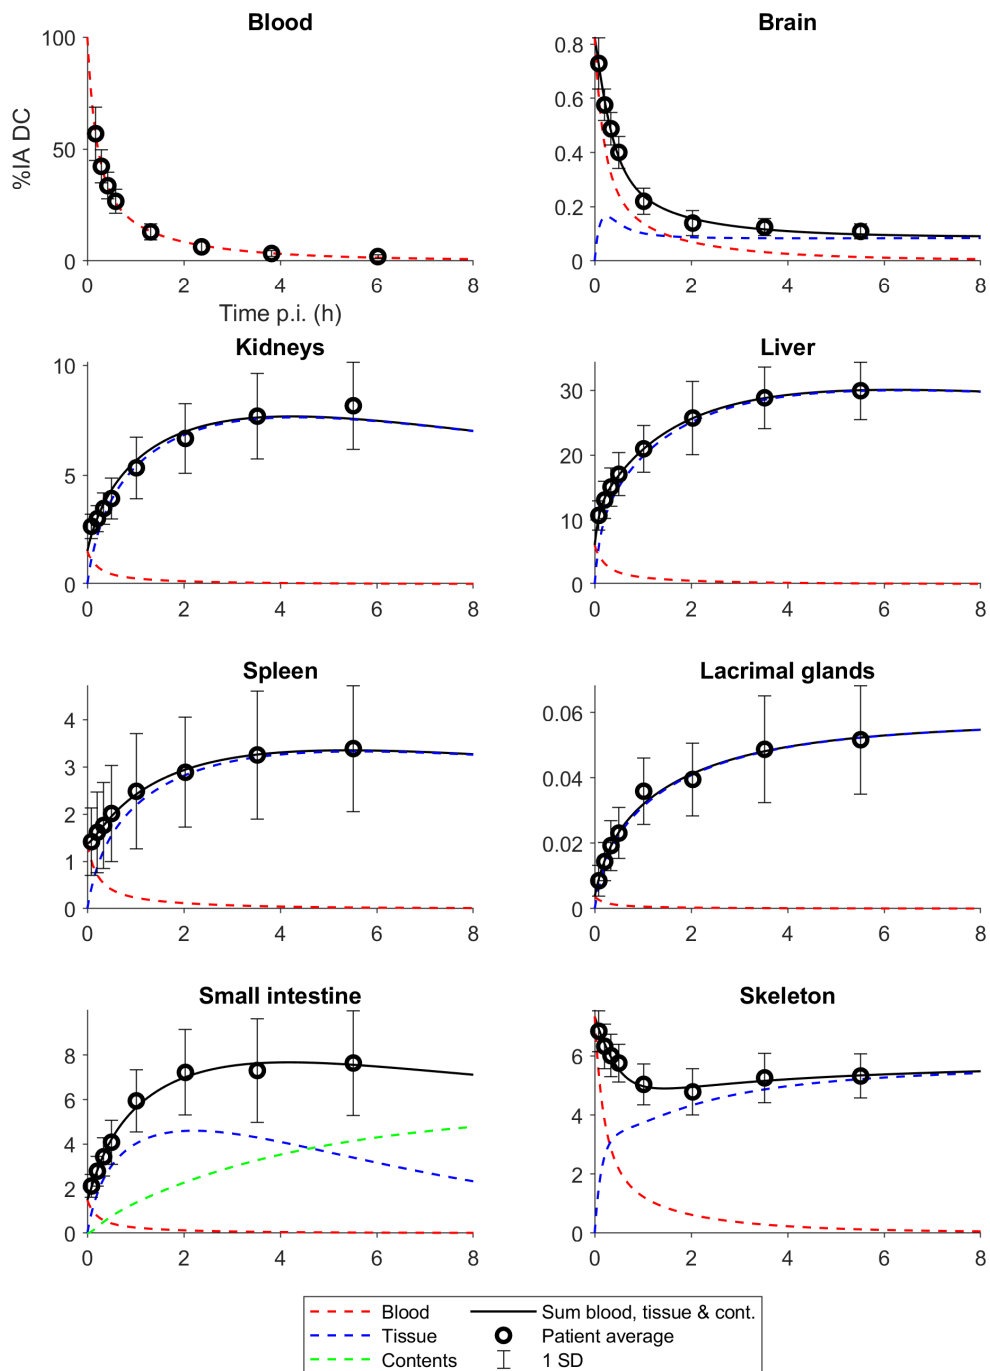 Blood
Brain
%IA DC
100
50
0
0 2 4 6 8
Time p.i. (h)
0.8
0.6
0.4
0.2
0
0 2 4 6 8
Kidneys
Liver
10
5
0
0 2 4 6 8
30
20
10
0
0 2 4 6 8
Spleen
Lacrimal glands
4
3
2
1
0
0 2 4 6 8
0.06
0.04
0.02
0
0 2 4 6 8
Small intestine
Skeleton
8
6
4
2
0
0 2 4 6 8
6
4
2
0
0 2 4 6 8
Blood
Tissue
Contents
Sum blood, tissue & cont.
Patient average
1 SD